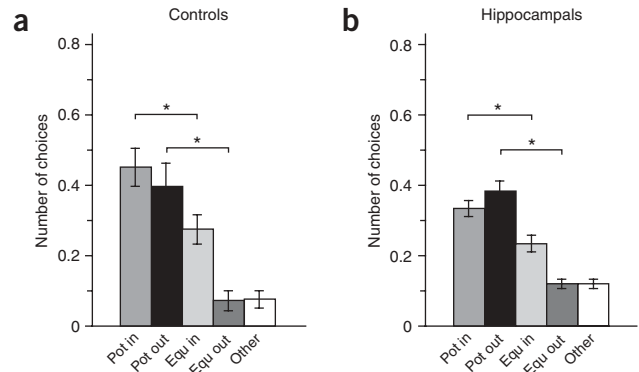 a
Controls
Number of choices
0.8
0.6
0.4
0.2
0
*
*
Pot in
Pot out
Equ in
Equ out
Other
b
Hippocampals
Number of choices
0.8
0.6
0.4
0.2
0
*
*
Pot in
Pot out
Equ in
Equ out
Other